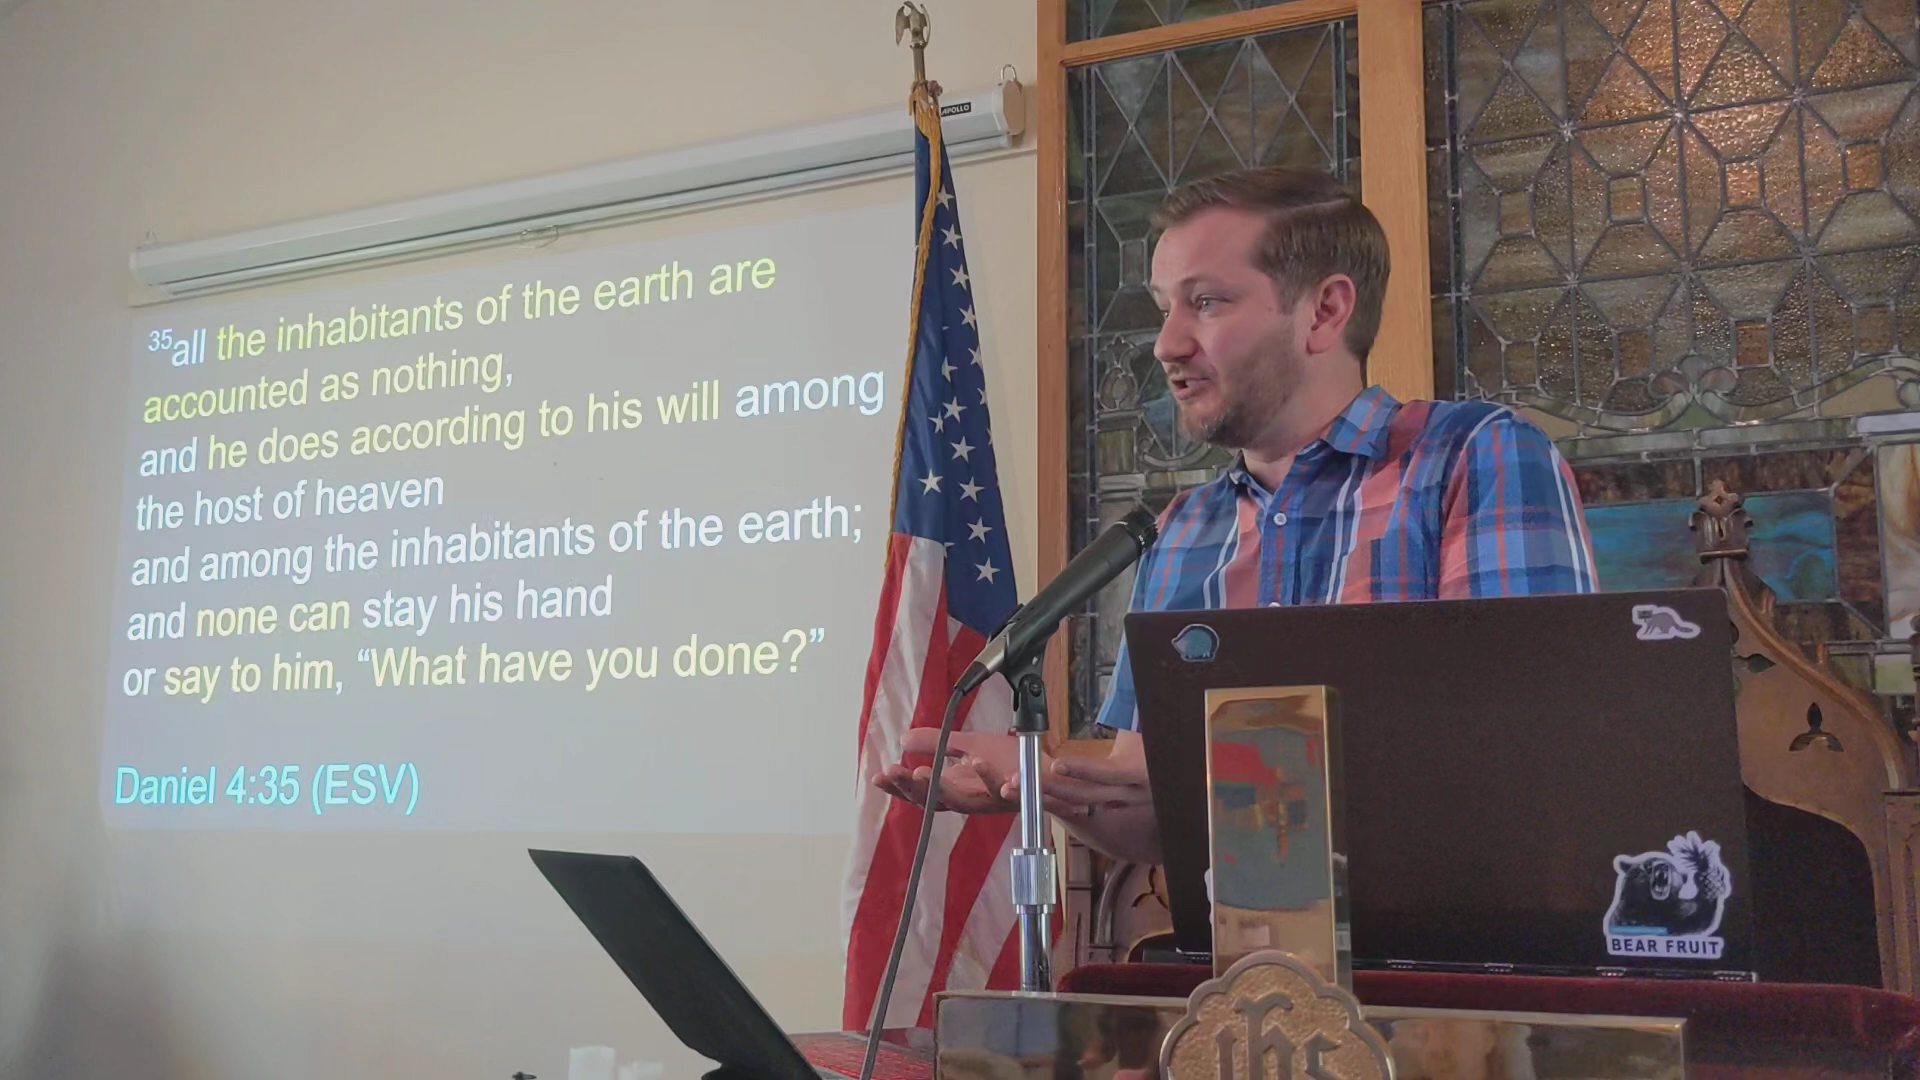 APOLLO
35all the inhabitants of the earth are
accounted as nothing,
and he does according to his will among
the host of heaven
and among the inhabitants of the earth;
and none can stay his hand
or say to him, “What have you done?”
Daniel 4:35 (ESV)
BEAR FRUIT
ihs